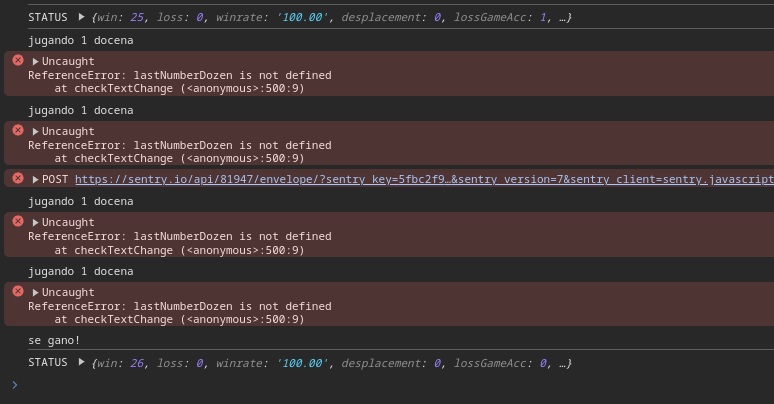 STATUS ▶ {win: 25, loss: 0, winrate: '100.00', desplacement: 0, lossGameAcc: 1, …}
jugando 1 docena
▶ Uncaught
ReferenceError: lastNumberDozen is not defined
at checkTextChange (<anonymous>:500:9)
jugando 1 docena
▶ Uncaught
ReferenceError: lastNumberDozen is not defined
at checkTextChange (<anonymous>:500:9)
▶ POST https://sentry.io/api/81947/envelope/?sentry_key=5fbc2f9…&sentry_version=7&sentry_client=sentry.javascript
jugando 1 docena
▶ Uncaught
ReferenceError: lastNumberDozen is not defined
at checkTextChange (<anonymous>:500:9)
jugando 1 docena
▶ Uncaught
ReferenceError: lastNumberDozen is not defined
at checkTextChange (<anonymous>:500:9)
se gano!
STATUS ▶ {win: 26, loss: 0, winrate: '100.00', desplacement: 0, lossGameAcc: 0, …}